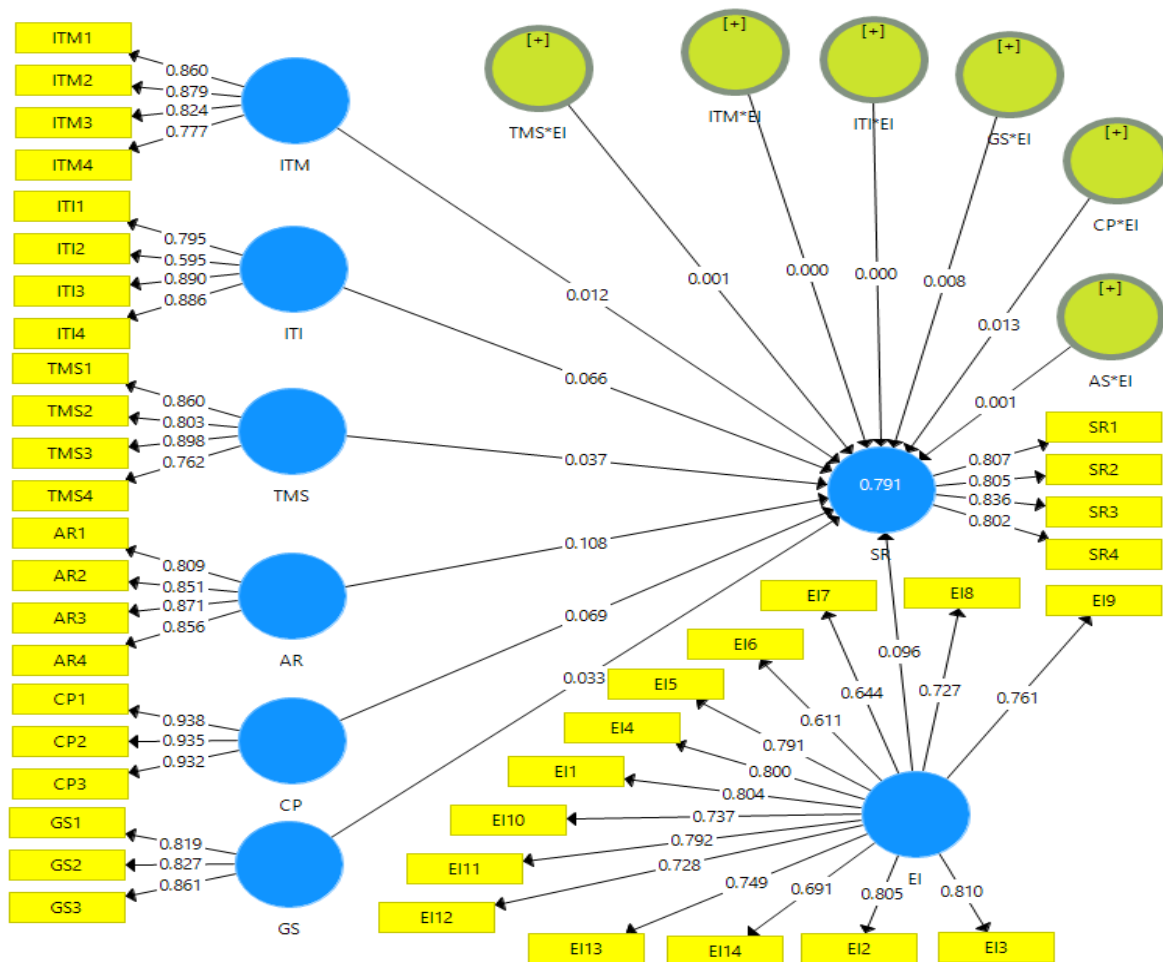 ITM1
ITM2
ITM3
ITM4
0.860
0.879
0.824
0.777
ITM
ITI1
ITI2
ITI3
ITI4
0.795
0.595
0.890
0.886
ITI
TMS1
TMS2
TMS3
TMS4
0.860
0.803
0.898
0.762
TMS
AR1
AR2
AR3
AR4
0.809
0.851
0.871
0.856
AR
CP1
CP2
CP3
0.938
0.935
0.932
CP
GS1
GS2
GS3
0.819
0.827
0.861
GS
0.012
0.066
0.037
0.108
0.069
0.033
[+]
TMS*EI
0.001
[+]
ITM*EI
0.000
[+]
ITI*EI
0.000
[+]
GS*EI
0.008
[+]
CP*EI
0.013
[+]
AS*EI
0.001
0.791
SR
0.807
0.805
0.836
0.802
SR1
SR2
SR3
SR4
0.096
EI7
EI8
EI9
EI6
EI5
EI4
EI1
EI10
EI11
EI12
EI13
EI14
EI2
EI3
0.644
0.727
0.761
0.611
0.791
0.800
0.804
0.737
0.792
0.728
0.749
0.691
0.805
0.810
EI